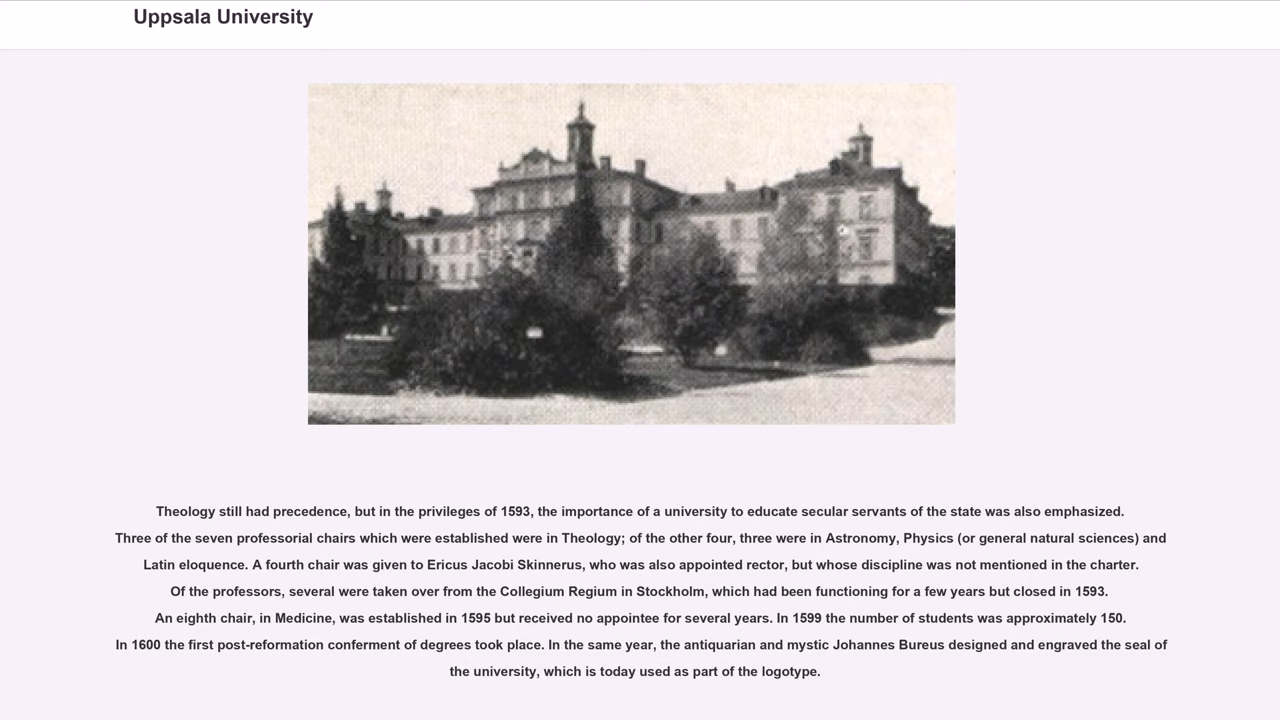 Uppsala University
Theology still had precedence, but in the privileges of 1593, the importance of a university to educate secular servants of the state was also emphasized.
Three of the seven professorial chairs which were established were in Theology; of the other four, three were in Astronomy, Physics (or general natural sciences) and
Latin eloquence. A fourth chair was given to Ericus Jacobi Skinnerus, who was also appointed rector, but whose discipline was not mentioned in the charter.
Of the professors, several were taken over from the Collegium Regium in Stockholm, which had been functioning for a few years but closed in 1593.
An eighth chair, in Medicine, was established in 1595 but received no appointee for several years. In 1599 the number of students was approximately 150.
In 1600 the first post-reformation conferment of degrees took place. In the same year, the antiquarian and mystic Johannes Bureus designed and engraved the seal of
the university, which is today used as part of the logotype.